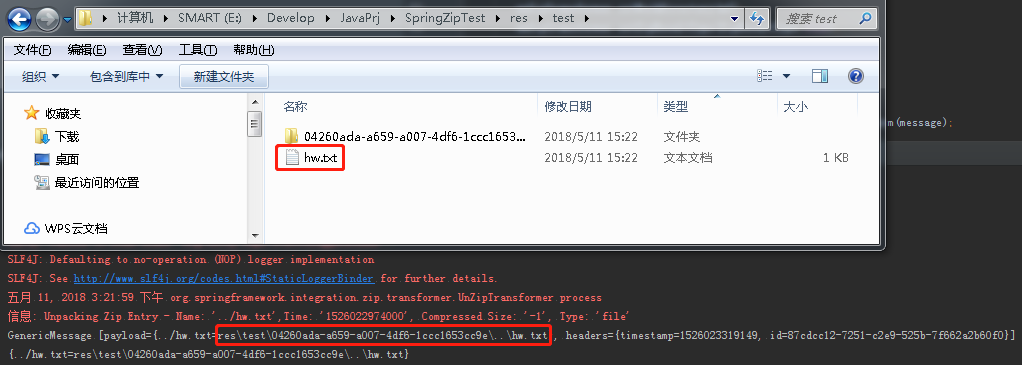 计算机 ▸ SMART (E:) ▸ Develop ▸ JavaPrj ▸ SpringZipTest ▸ res ▸ test ▸
搜索 test
文件(F) 编辑(E) 查看(V) 工具(T) 帮助(H)
组织 包含到库中 新建文件夹
名称 修改日期 类型 大小
收藏夹
下载
桌面
最近访问的位置
WPS云文档
04260ada-a659-a007-4df6-1ccc1653... 2018/5/11 15:22 文件夹
hw.txt 2018/5/11 15:22 文本文档 1 KB
m(message);
SLF4J: Defaulting to no-operation (NOP) logger implementation
SLF4J: See http://www.slf4j.org/codes.html#StaticLoggerBinder for further details.
五月 11, 2018 3:21:59 下午 org.springframework.integration.zip.transformer.UnZipTransformer process
信息: Unpacking Zip Entry - Name: '../hw.txt',Time: '1526022974000', Compressed Size: '-1', Type: 'file'
GenericMessage [payload={../hw.txt=res\test\04260ada-a659-a007-4df6-1ccc1653cc9e\..\hw.txt}, headers={timestamp=1526023319149, id=87cdcc12-7251-c2e9-525b-7f662a2b60f0}]
{../hw.txt=res\test\04260ada-a659-a007-4df6-1ccc1653cc9e\..\hw.txt}